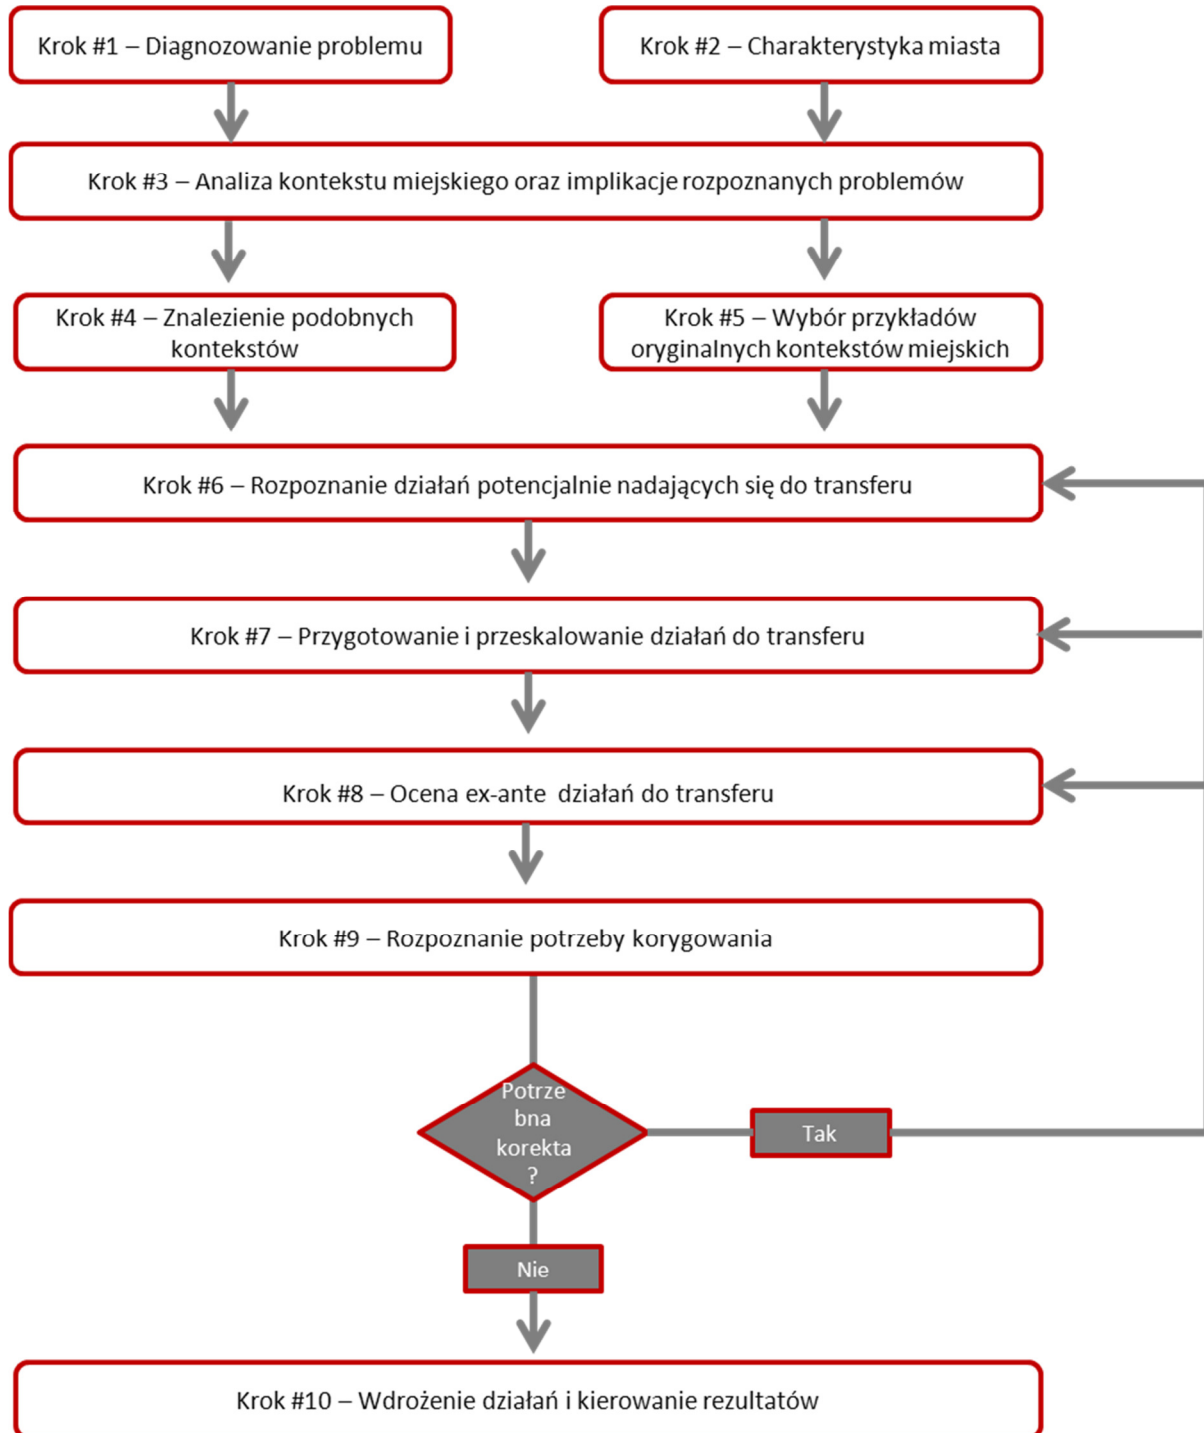 Krok #1 – Diagnozowanie problemu
Krok #2 – Charakterystyka miasta
Krok #3 – Analiza kontekstu miejskiego oraz implikacje rozpoznanych problemów
Krok #4 – Znalezienie podobnych
kontekstów
Krok #5 – Wybór przykładów
oryginalnych kontekstów miejskich
Krok #6 – Rozpoznanie działań potencjalnie nadających się do transferu
Krok #7 – Przygotowanie i przeskalowanie działań do transferu
Krok #8 – Ocena ex-ante działań do transferu
Krok #9 – Rozpoznanie potrzeby korygowania
Potrze
bna
korekta
?
Tak
Nie
Krok #10 – Wdrożenie działań i kierowanie rezultatów